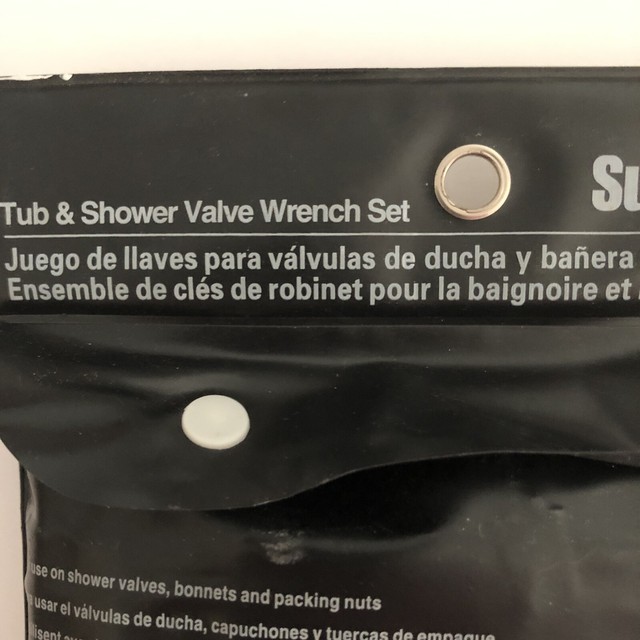 Su
Tub & Shower Valve Wrench Set
Juego de llaves para válvulas de ducha y bañera
Ensemble de clés de robinet pour la baignoire et
use on shower valves, bonnets and packing nuts
usar el válvulas de ducha, capuchones y tuercas de empaque